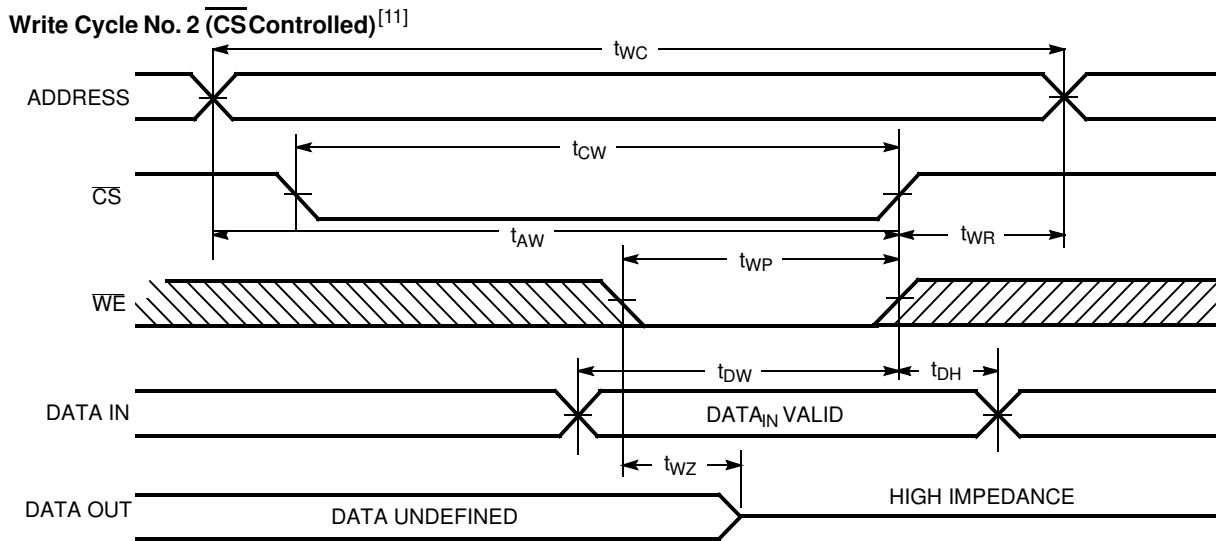 Write Cycle No. 2 (CS Controlled)[11]
tWC
ADDRESS
tCW
CS
tAW
tWR
tWP
WE
tDW
tDH
DATA IN
DATAIN VALID
tWZ
DATA OUT
DATA UNDEFINED
HIGH IMPEDANCE